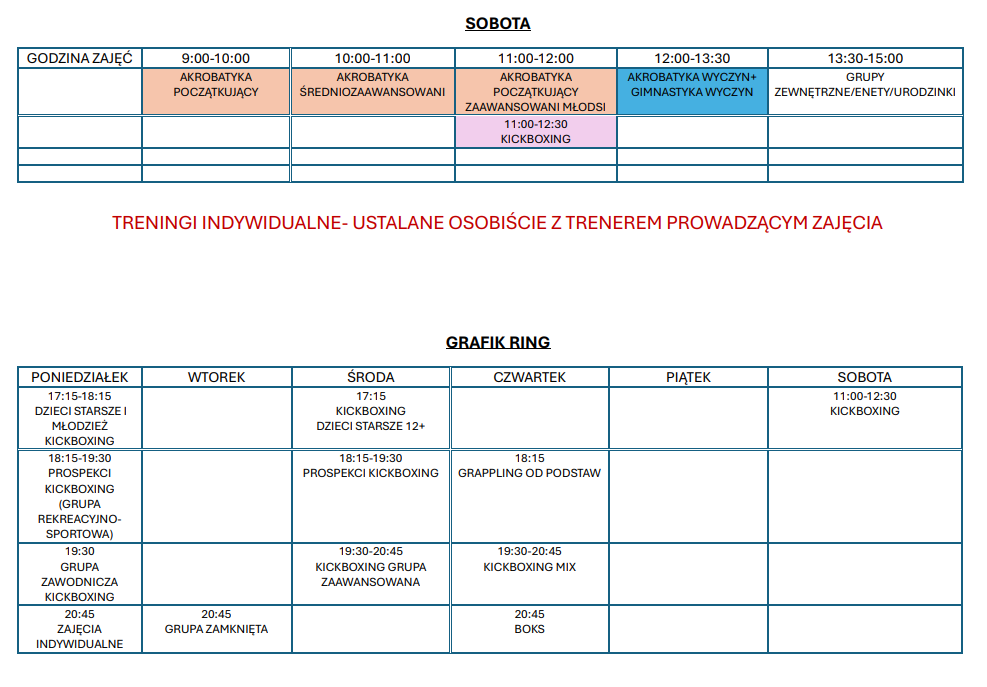 SOBOTA
GODZINA ZAJĘĆ 9:00-10:00 10:00-11:00 11:00-12:00 12:00-13:30 13:30-15:00
AKROBATYKA POCZĄTKUJĄCY
AKROBATYKA ŚREDNIOZAAWANSOWANI
AKROBATYKA POCZĄTKUJĄCY ZAAWANSOWANI MŁODSI
AKROBATYKA WYCZYN+ GIMNASTYKA WYCZYN
GRUPY ZEWNĘTRZNE/ENETY/URODZINKI
11:00-12:30
KICKBOXING
TRENINGI INDYWIDUALNE- USTALANE OSOBIŚCIE Z TRENEREM PROWADZĄCYM ZAJĘCIA
GRAFIK RING
PONIEDZIAŁEK WTOREK ŚRODA CZWARTEK PIĄTEK SOBOTA
17:15-18:15
DZIECI STARSZE I
MŁODZIEŻ
KICKBOXING
17:15
KICKBOXING
DZIECI STARSZE 12+
11:00-12:30
KICKBOXING
18:15-19:30
PROSPEKCI
KICKBOXING
(GRUPA
REKREACYJNO-
SPORTOWA)
18:15-19:30
PROSPEKCI KICKBOXING
18:15
GRAPPLING OD PODSTAW
19:30
GRUPA
ZAWODNICZA
KICKBOXING
19:30-20:45
KICKBOXING GRUPA
ZAAWANSOWANA
19:30-20:45
KICKBOXING MIX
20:45
ZAJĘCIA
INDYWIDUALNE
20:45
GRUPA ZAMKNIĘTA
20:45
BOKS